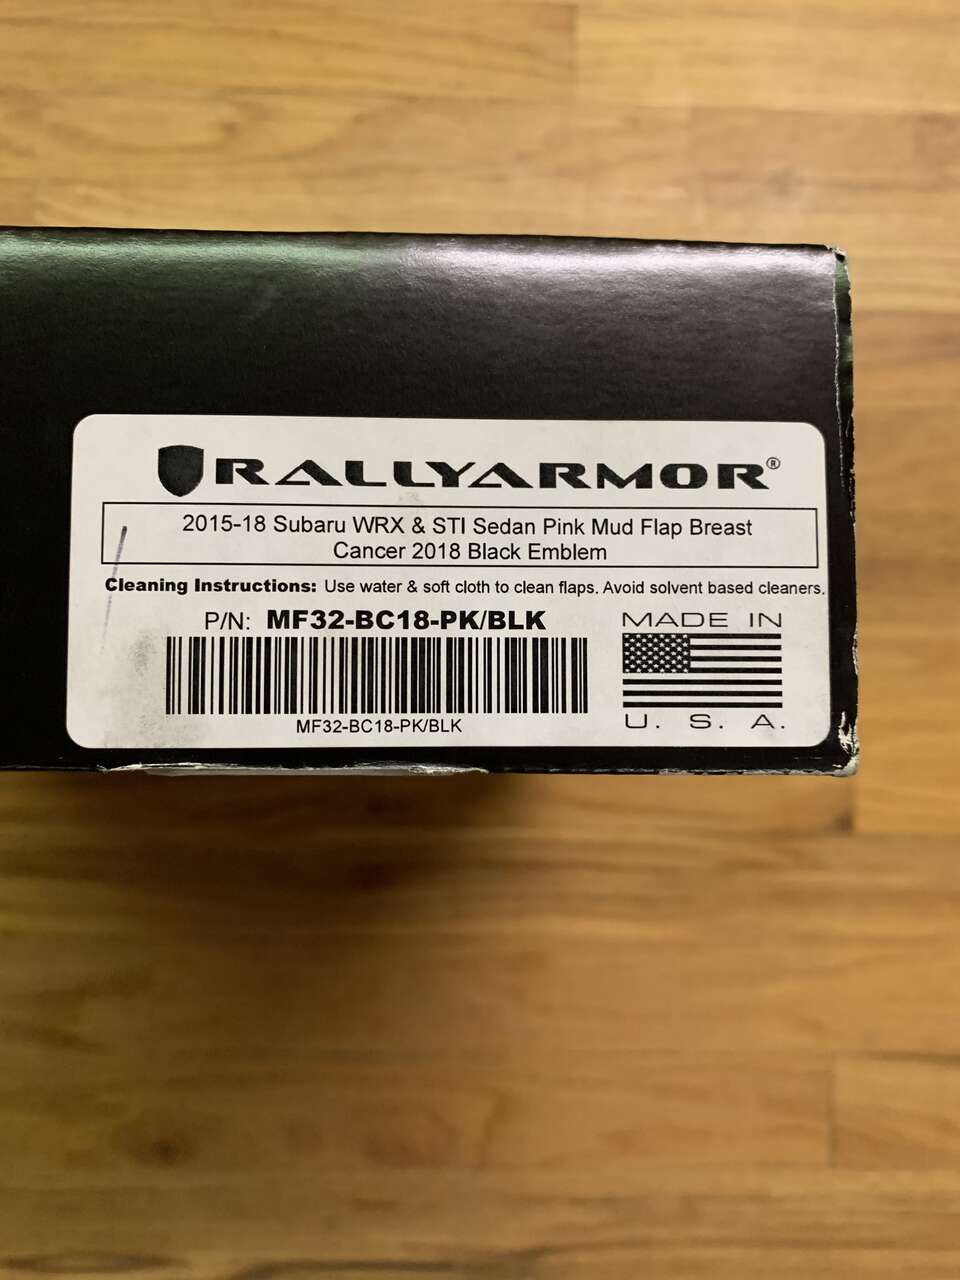 RALLYARMOR®
2015-18 Subaru WRX & STI Sedan Pink Mud Flap Breast
Cancer 2018 Black Emblem
Cleaning Instructions: Use water & soft cloth to clean flaps. Avoid solvent based cleaners.
P/N: MF32-BC18-PK/BLK
MF32-BC18-PK/BLK
MADE IN
U. S. A.